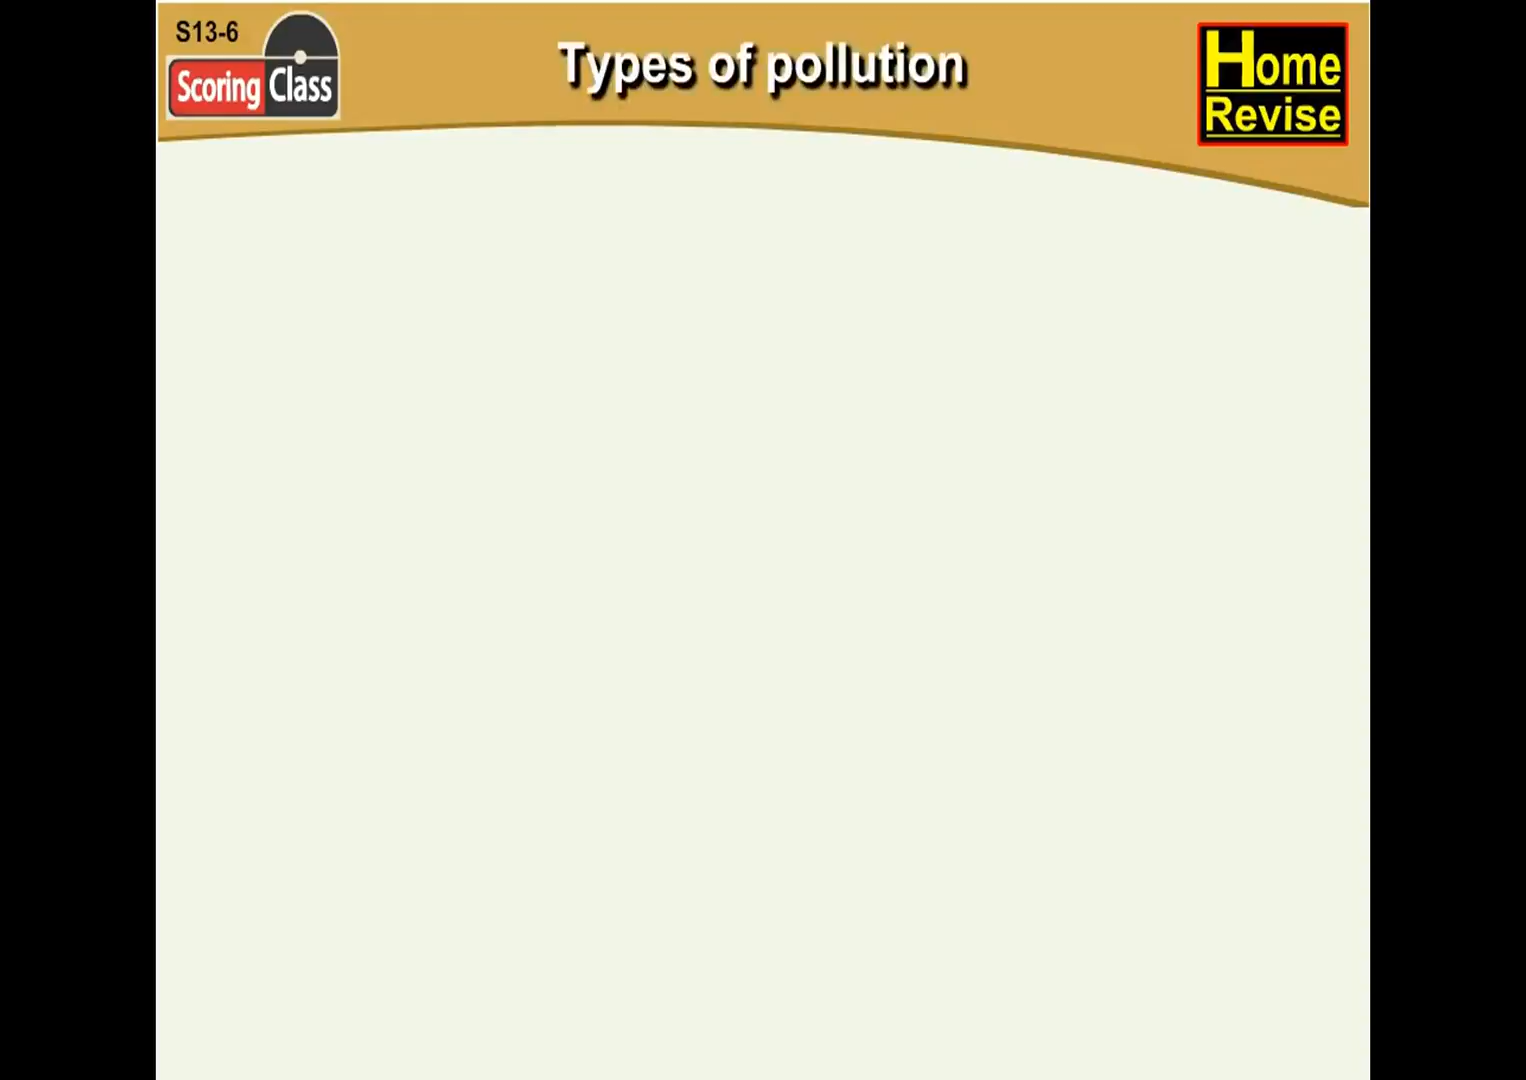 S13-6
Scoring Class
Types of pollution
Home
Revise